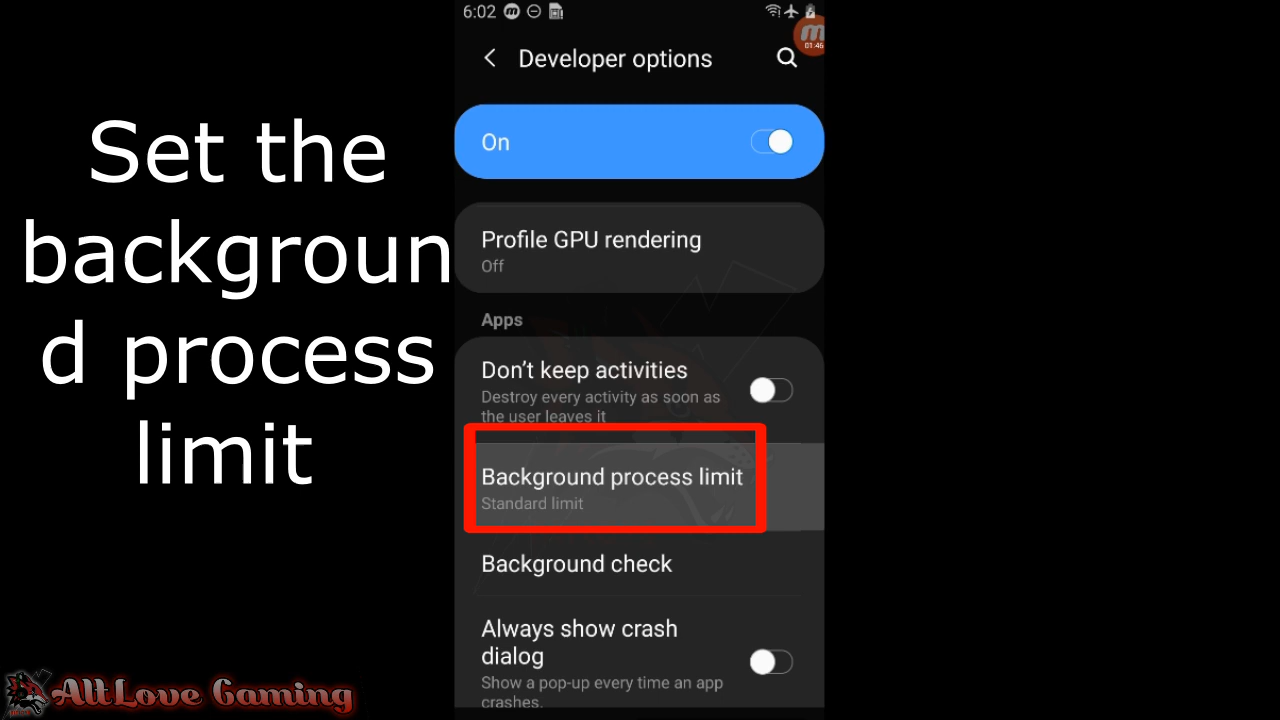 Set the
backgroun
d process
limit
6:02
01:46
Developer options
On
Profile GPU rendering
Off
Apps
Don't keep activities
Destroy every activity as soon as
the user leaves it
Background process limit
Standard limit
Background check
Always show crash
dialog
Show a pop-up every time an app
crashes.
AltLove Gaming